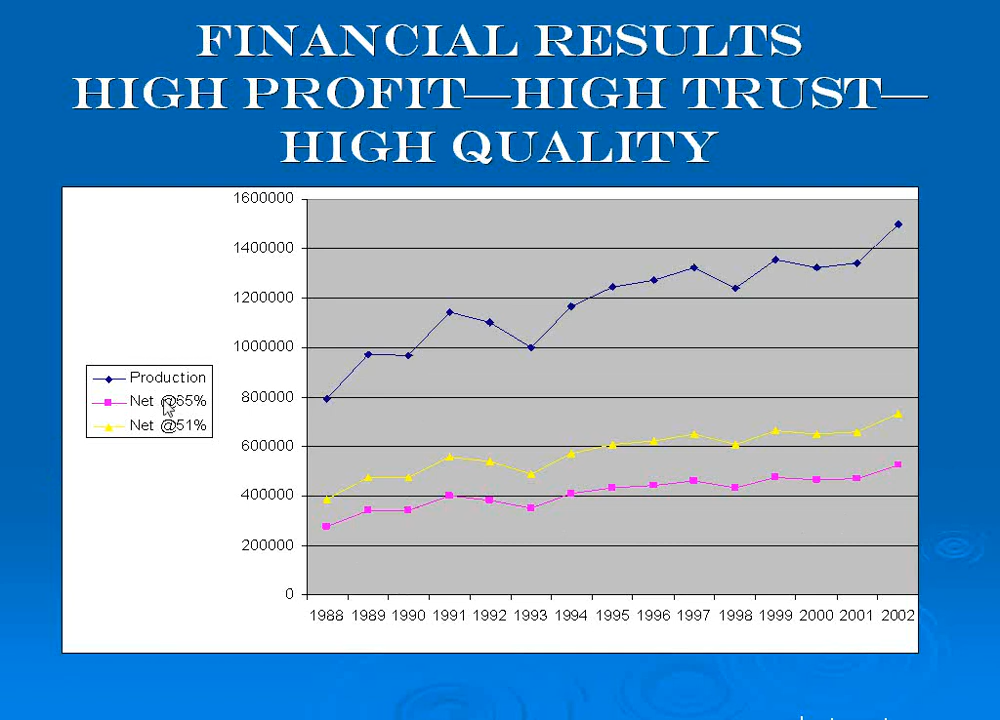 FINANCIAL RESULTS
HIGH PROFIT—HIGH TRUST—
HIGH QUALITY
1600000
1400000
1200000
1000000
800000
600000
400000
200000
0
Production
Net @65%
Net @51%
1988 1989 1990 1991 1992 1993 1994 1995 1996 1997 1998 1999 2000 2001 2002